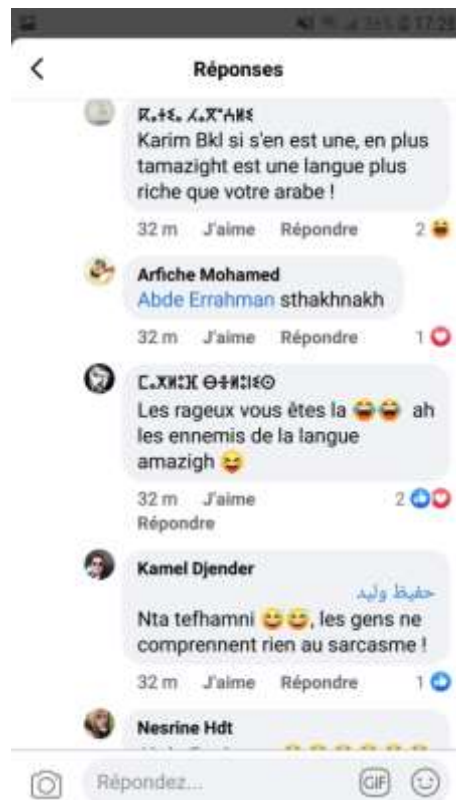 17:28
Réponses
Karim Bkl si s'en est une, en plus
tamazight est une langue plus
riche que votre arabe !
32 m J'aime Répondre 2
Arfiche Mohamed
Abde Errahman sthakhnakh
32 m J'aime Répondre 1
Les rageux vous êtes la 😂😂 ah
les ennemis de la langue
amazigh 😆
32 m J'aime 2
Répondre
Kamel Djender
حفيظ وليد
Nta tefhamni 😅😅, les gens ne
comprennent rien au sarcasme !
32 m J'aime Répondre 1
Nesrine Hdt
Répondez...
GIF